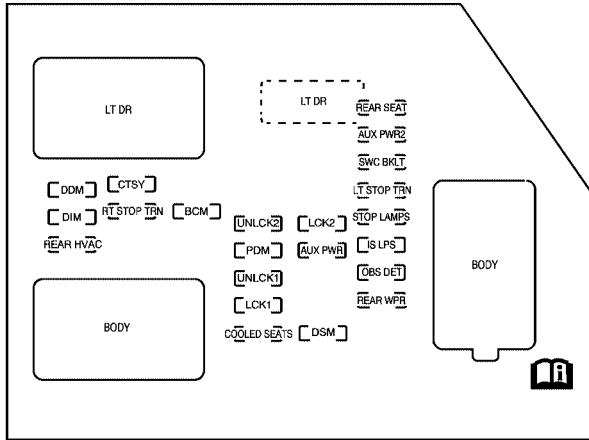 LT DR
LT DR
REAR SEAT
AUX PWR2
SWC BKLT
DDM
CTSY
LT STOP TRN
DIM
RT STOP TRN
BCM
UNLCK2
LCK2
STOP LAMPS
REAR HVAC
PDM
AUX PWR
IS LPS
BODY
UNLCK1
OBS DET
LCK1
REAR WPR
BODY
COOLED SEATS
DSM
i